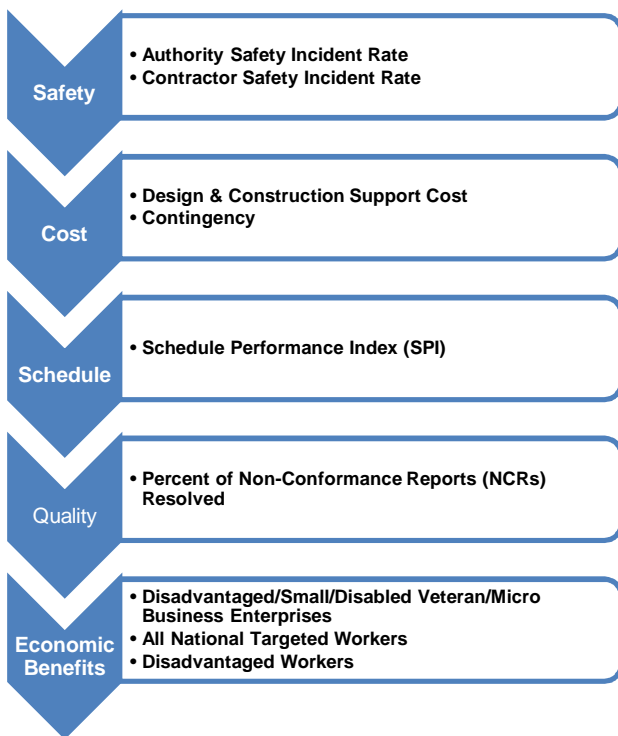 Safety
• Authority Safety Incident Rate
• Contractor Safety Incident Rate
Cost
• Design & Construction Support Cost
• Contingency
Schedule
• Schedule Performance Index (SPI)
Quality
• Percent of Non-Conformance Reports (NCRs)
Resolved
Economic
Benefits
• Disadvantaged/Small/Disabled Veteran/Micro
Business Enterprises
• All National Targeted Workers
• Disadvantaged Workers